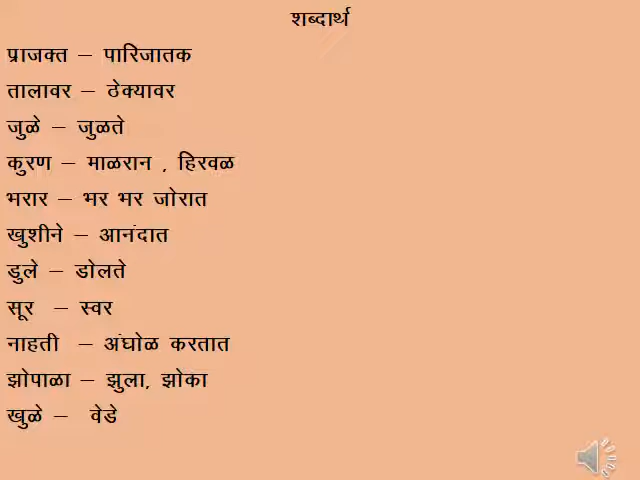 शब्दार्थ
प्राजक्त – पारिजातक
तालावर – ठेक्यावर
जुळे – जुळते
कुरण – माळरान , हिरवळ
भरार – भर भर जोरात
खुशीने – आनंदात
डुले – डोलते
सूर – स्वर
नाहती – अंघोळ करतात
झोपाळा – झुला, झोका
खुळे – वेडे